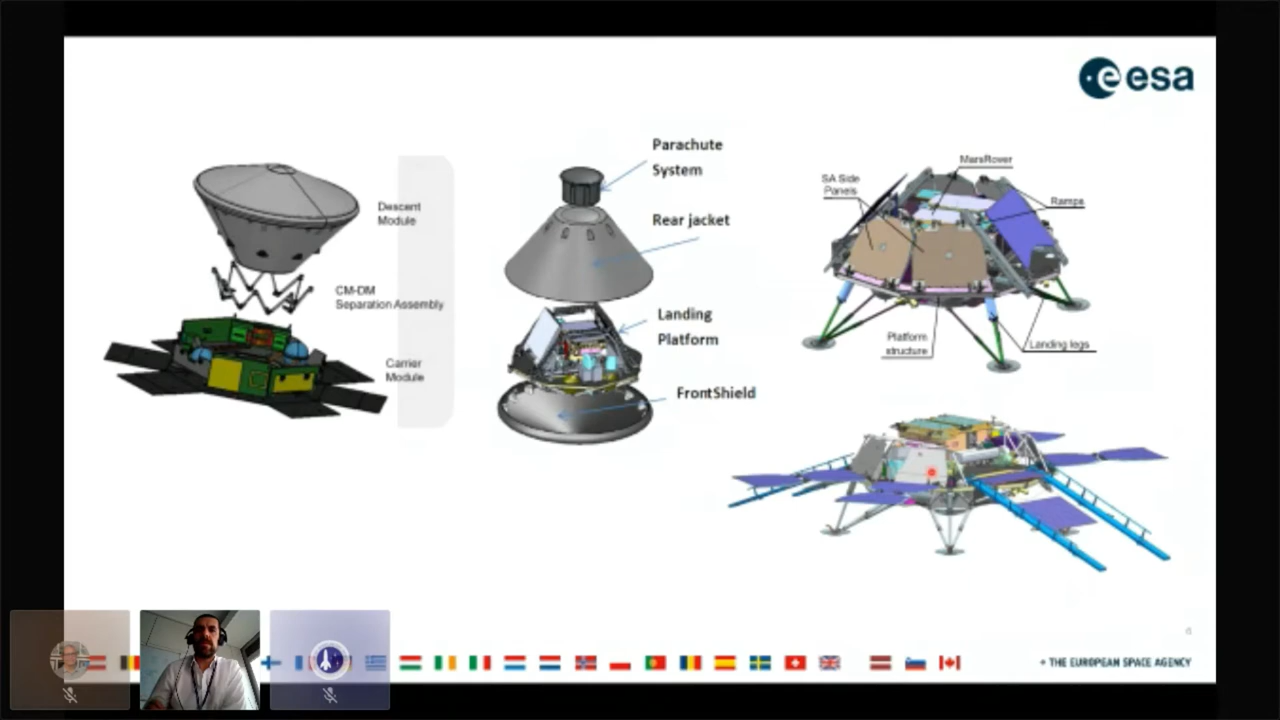 esa
Descent
Module
CM-DM
Separation Assembly
Carrier
Module
Parachute
System
Rear jacket
Landing
Platform
FrontShield
MarsRover
SA Side
Panels
Ramps
Platform
structure
Landing legs
→ THE EUROPEAN SPACE AGENCY